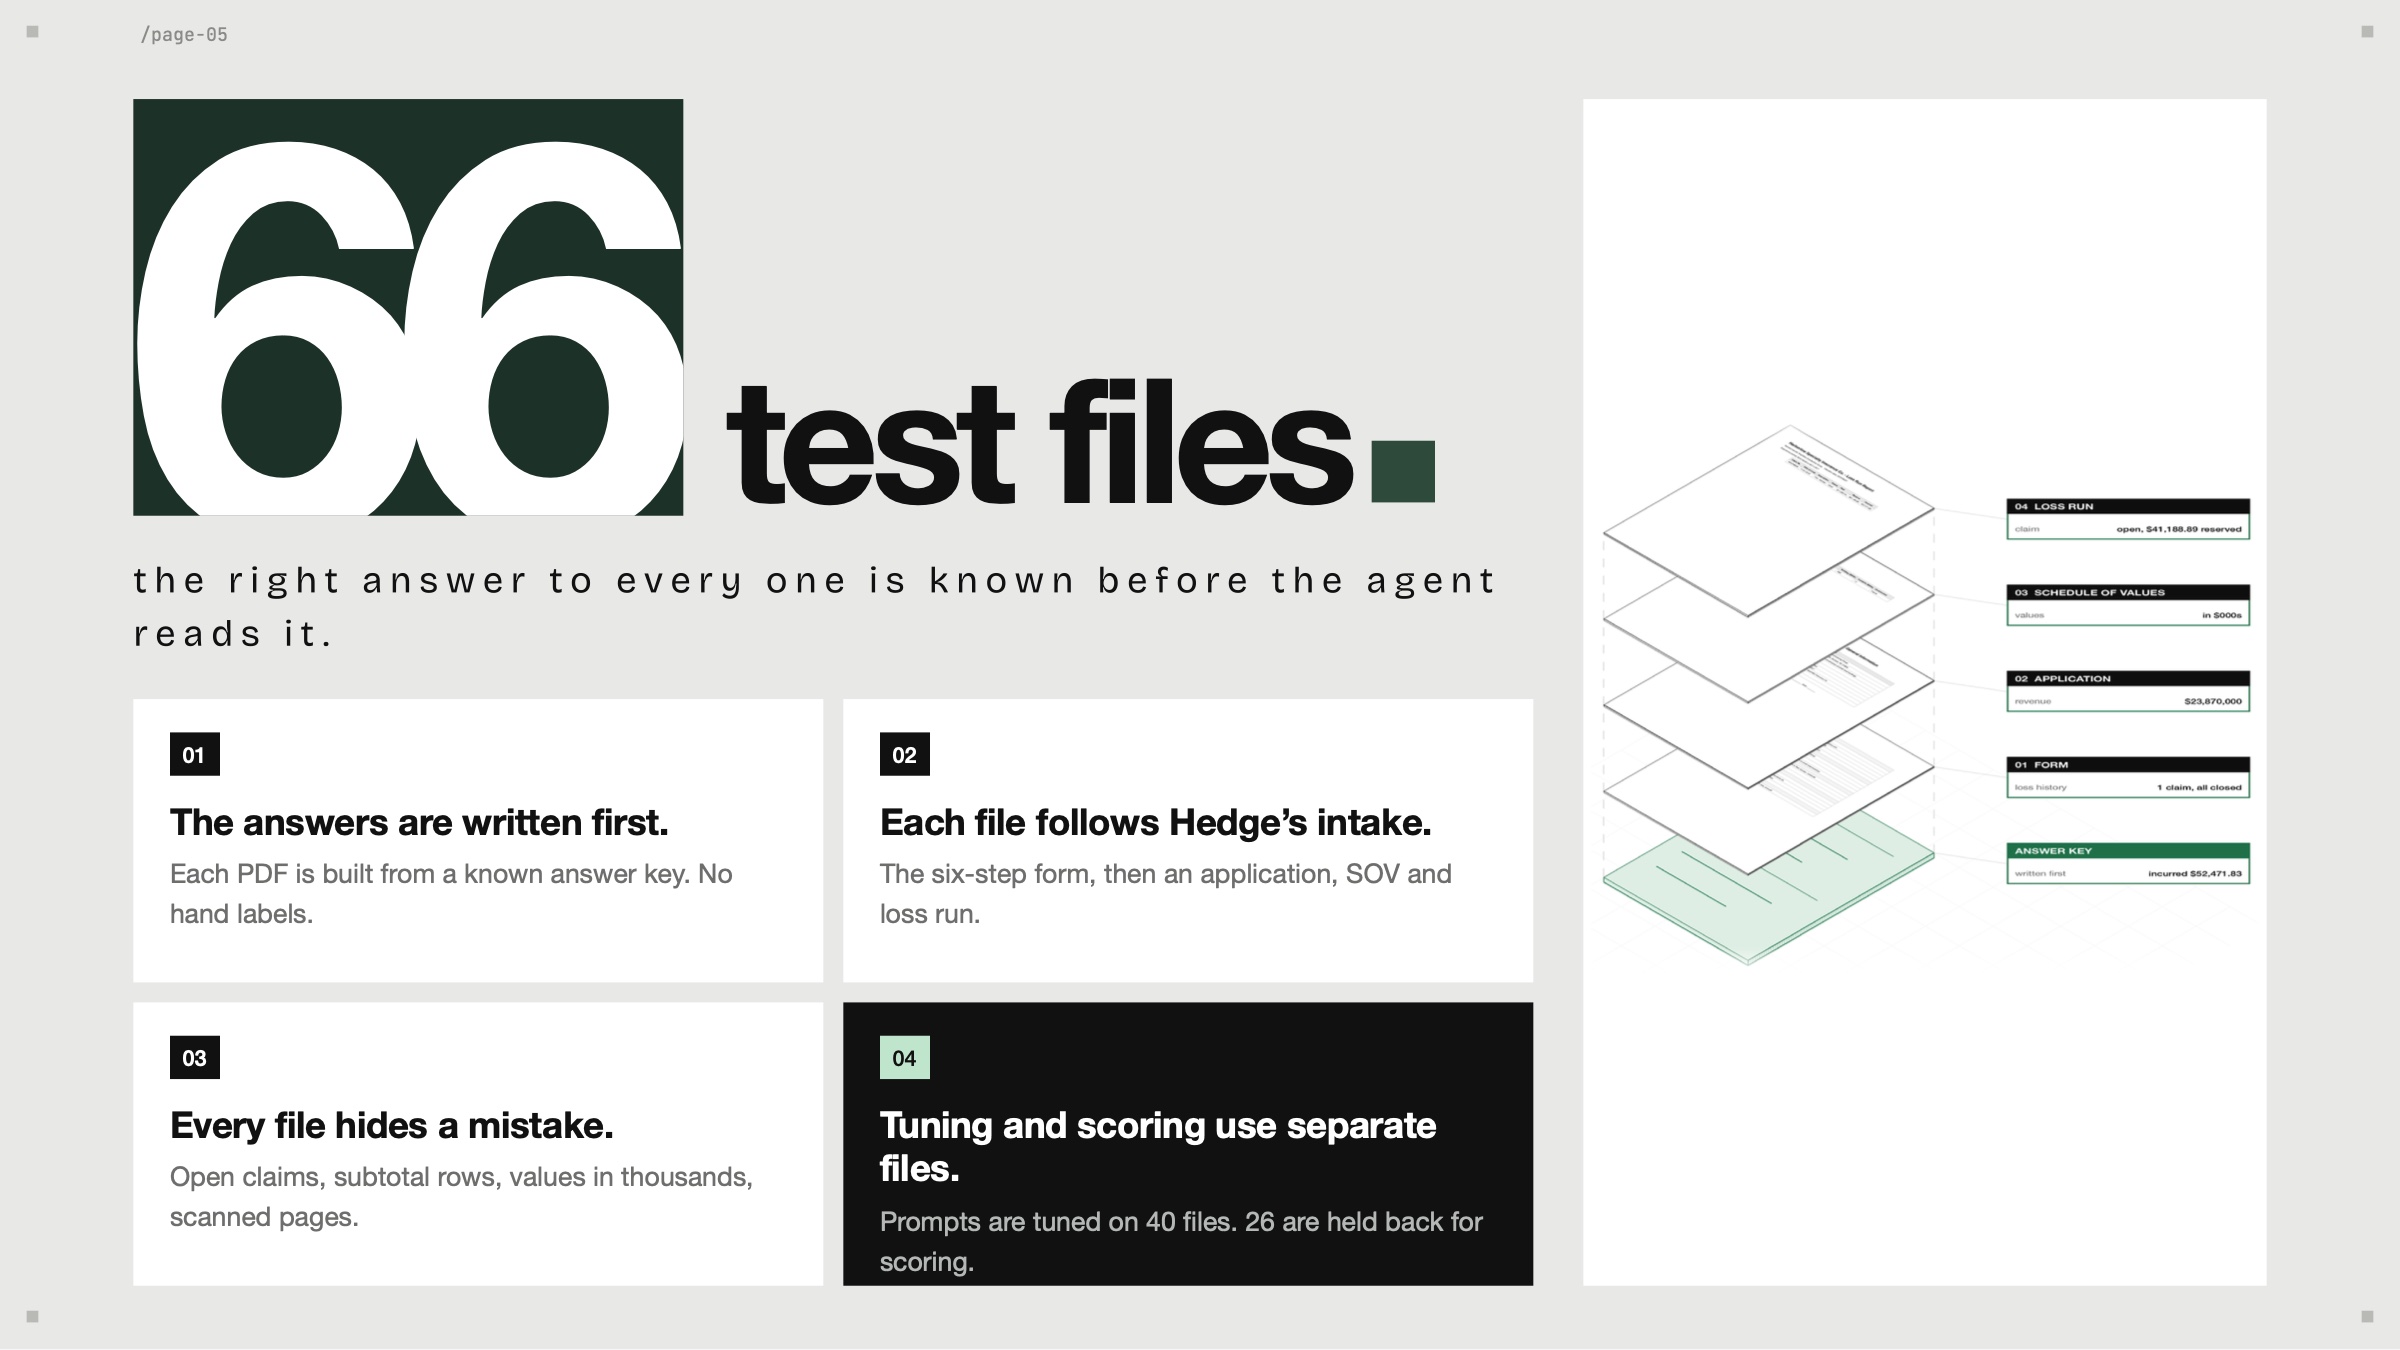 /page-05
66 test files
the right answer to every one is known before the agent
reads it.
01
The answers are written first.
Each PDF is built from a known answer key. No
hand labels.
02
Each file follows Hedge’s intake.
The six-step form, then an application, SOV and
loss run.
03
Every file hides a mistake.
Open claims, subtotal rows, values in thousands,
scanned pages.
04
Tuning and scoring use separate
files.
Prompts are tuned on 40 files. 26 are held back for
scoring.
04 LOSS RUN
claim open, $41,188.89 reserved
03 SCHEDULE OF VALUES
values in $000s
02 APPLICATION
revenue $23,870,000
01 FORM
loss history 1 claim, all closed
ANSWER KEY
written first incurred $52,471.83